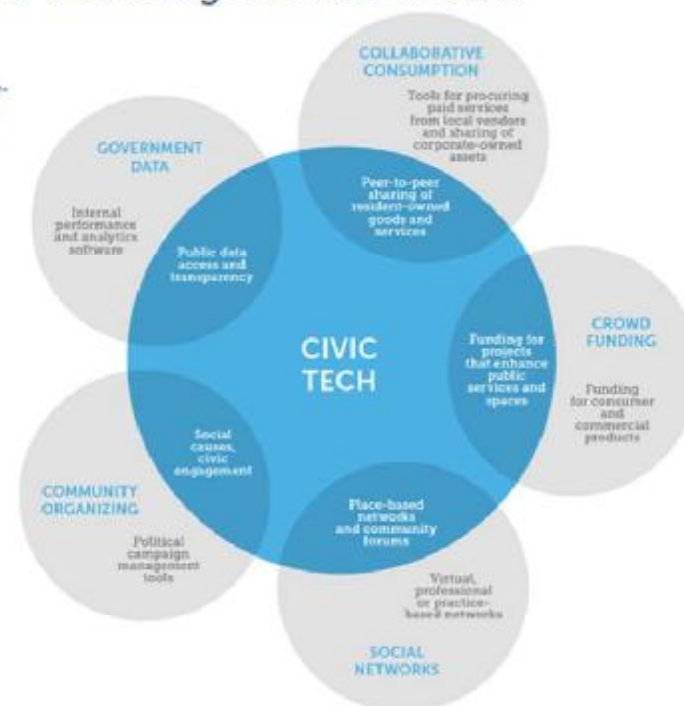 COLLABORATIVE
CONSUMPTION
Tools for procuring
paid services
from local vendors
and sharing of
corporate-owned
assets
Peer-to-peer
sharing of
resident-owned
goods and
services
GOVERNMENT
DATA
Internal
performance
and analytics
software
Public data
access and
transparency
CIVIC
TECH
Funding for
projects
that enhance
public
services and
spaces
CROWD
FUNDING
Funding
for consumer
and
commercial
products
Social
causes,
civic
engagement
COMMUNITY
ORGANIZING
Political
campaign
management
tools
Place-based
networks
and community
forums
Virtual,
professional
or practice-
based networks
SOCIAL
NETWORKS